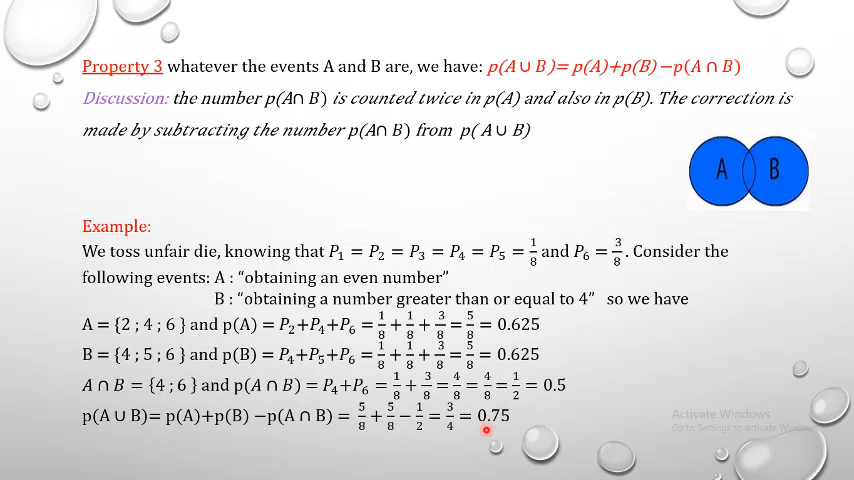 Property 3 whatever the events A and B are, we have: p(A ∪ B)= p(A)+p(B) −p(A ∩ B)
Discussion: the number p(A∩ B) is counted twice in p(A) and also in p(B). The correction is
made by subtracting the number p(A∩ B) from p( A ∪ B)
A B
Example:
We toss unfair die, knowing that P₁ = P₂ = P₃ = P₄ = P₅ = 1/8 and P₆ = 3/8. Consider the
following events: A : “obtaining an even number”
B : “obtaining a number greater than or equal to 4” so we have
A = {2 ; 4 ; 6 } and p(A) = P₂+P₄+P₆ = 1/8 + 1/8 + 3/8 = 5/8 = 0.625
B = {4 ; 5 ; 6 } and p(B) = P₄+P₅+P₆ = 1/8 + 1/8 + 3/8 = 5/8 = 0.625
A ∩ B = {4 ; 6 } and p(A ∩ B) = P₄+P₆ = 1/8 + 3/8 = 4/8 = 4/8 = 1/2 = 0.5
p(A ∪ B)= p(A)+p(B) −p(A ∩ B) = 5/8 + 5/8 − 1/2 = 3/4 = 0.75
Activate Windows
Go to Settings to activate Windows.